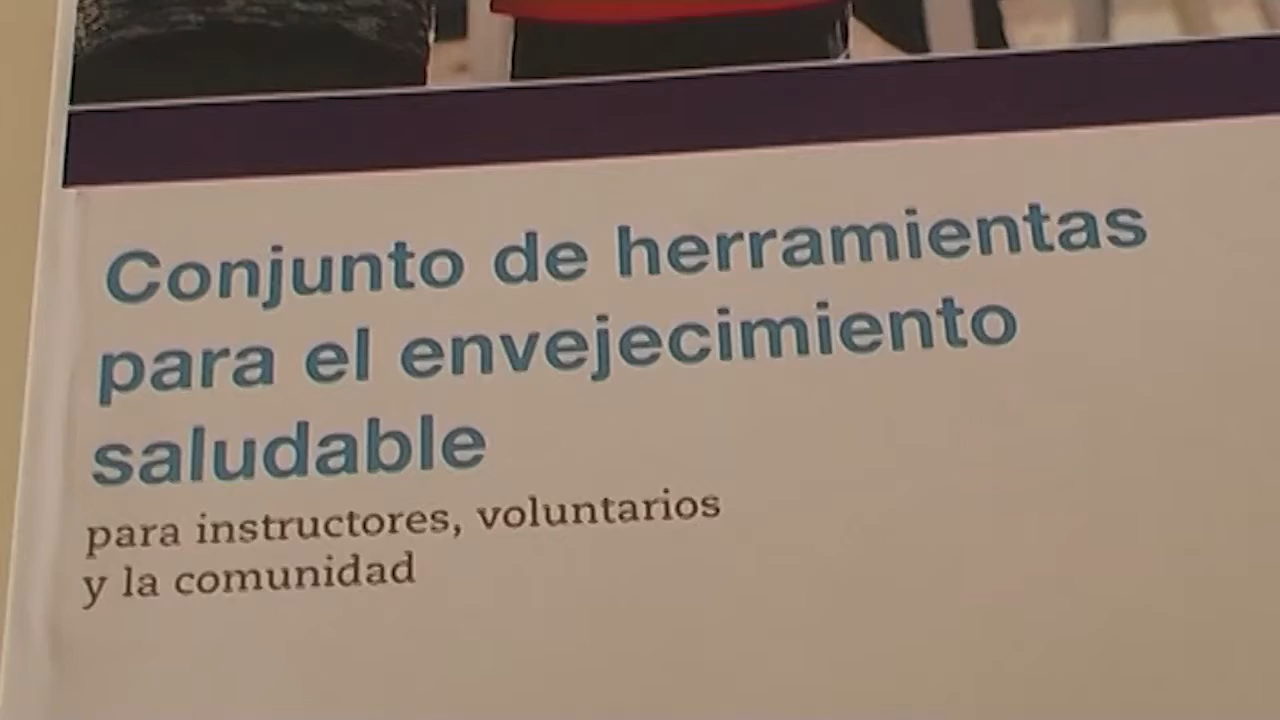 Conjunto de herramientas
para el envejecimiento
saludable
para instructores, voluntarios
y la comunidad